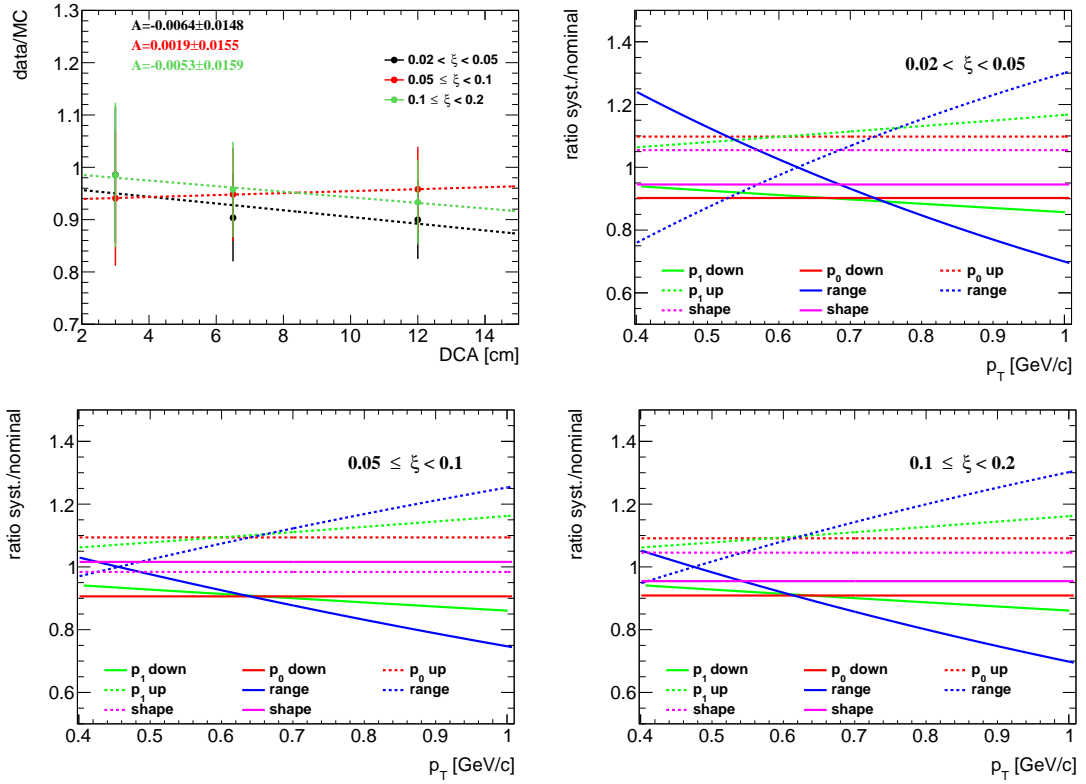 data/MC
1.3
1.2
1.1
1
0.9
0.8
0.7
A=-0.0064±0.0148
A=0.0019±0.0155
A=-0.0053±0.0159
0.02 < ξ < 0.05
0.05 ≤ ξ < 0.1
0.1 ≤ ξ < 0.2
2 4 6 8 10 12 14
DCA [cm]
ratio syst./nominal
1.4
1.2
1
0.8
0.6
0.02 < ξ < 0.05
p1 down p0 down p0 up
p1 up range range
shape shape
0.4 0.5 0.6 0.7 0.8 0.9 1
pT [GeV/c]
ratio syst./nominal
1.4
1.2
1
0.8
0.6
0.05 ≤ ξ < 0.1
p1 down p0 down p0 up
p1 up range range
shape shape
0.4 0.5 0.6 0.7 0.8 0.9 1
pT [GeV/c]
ratio syst./nominal
1.4
1.2
1
0.8
0.6
0.1 ≤ ξ < 0.2
p1 down p0 down p0 up
p1 up range range
shape shape
0.4 0.5 0.6 0.7 0.8 0.9 1
pT [GeV/c]